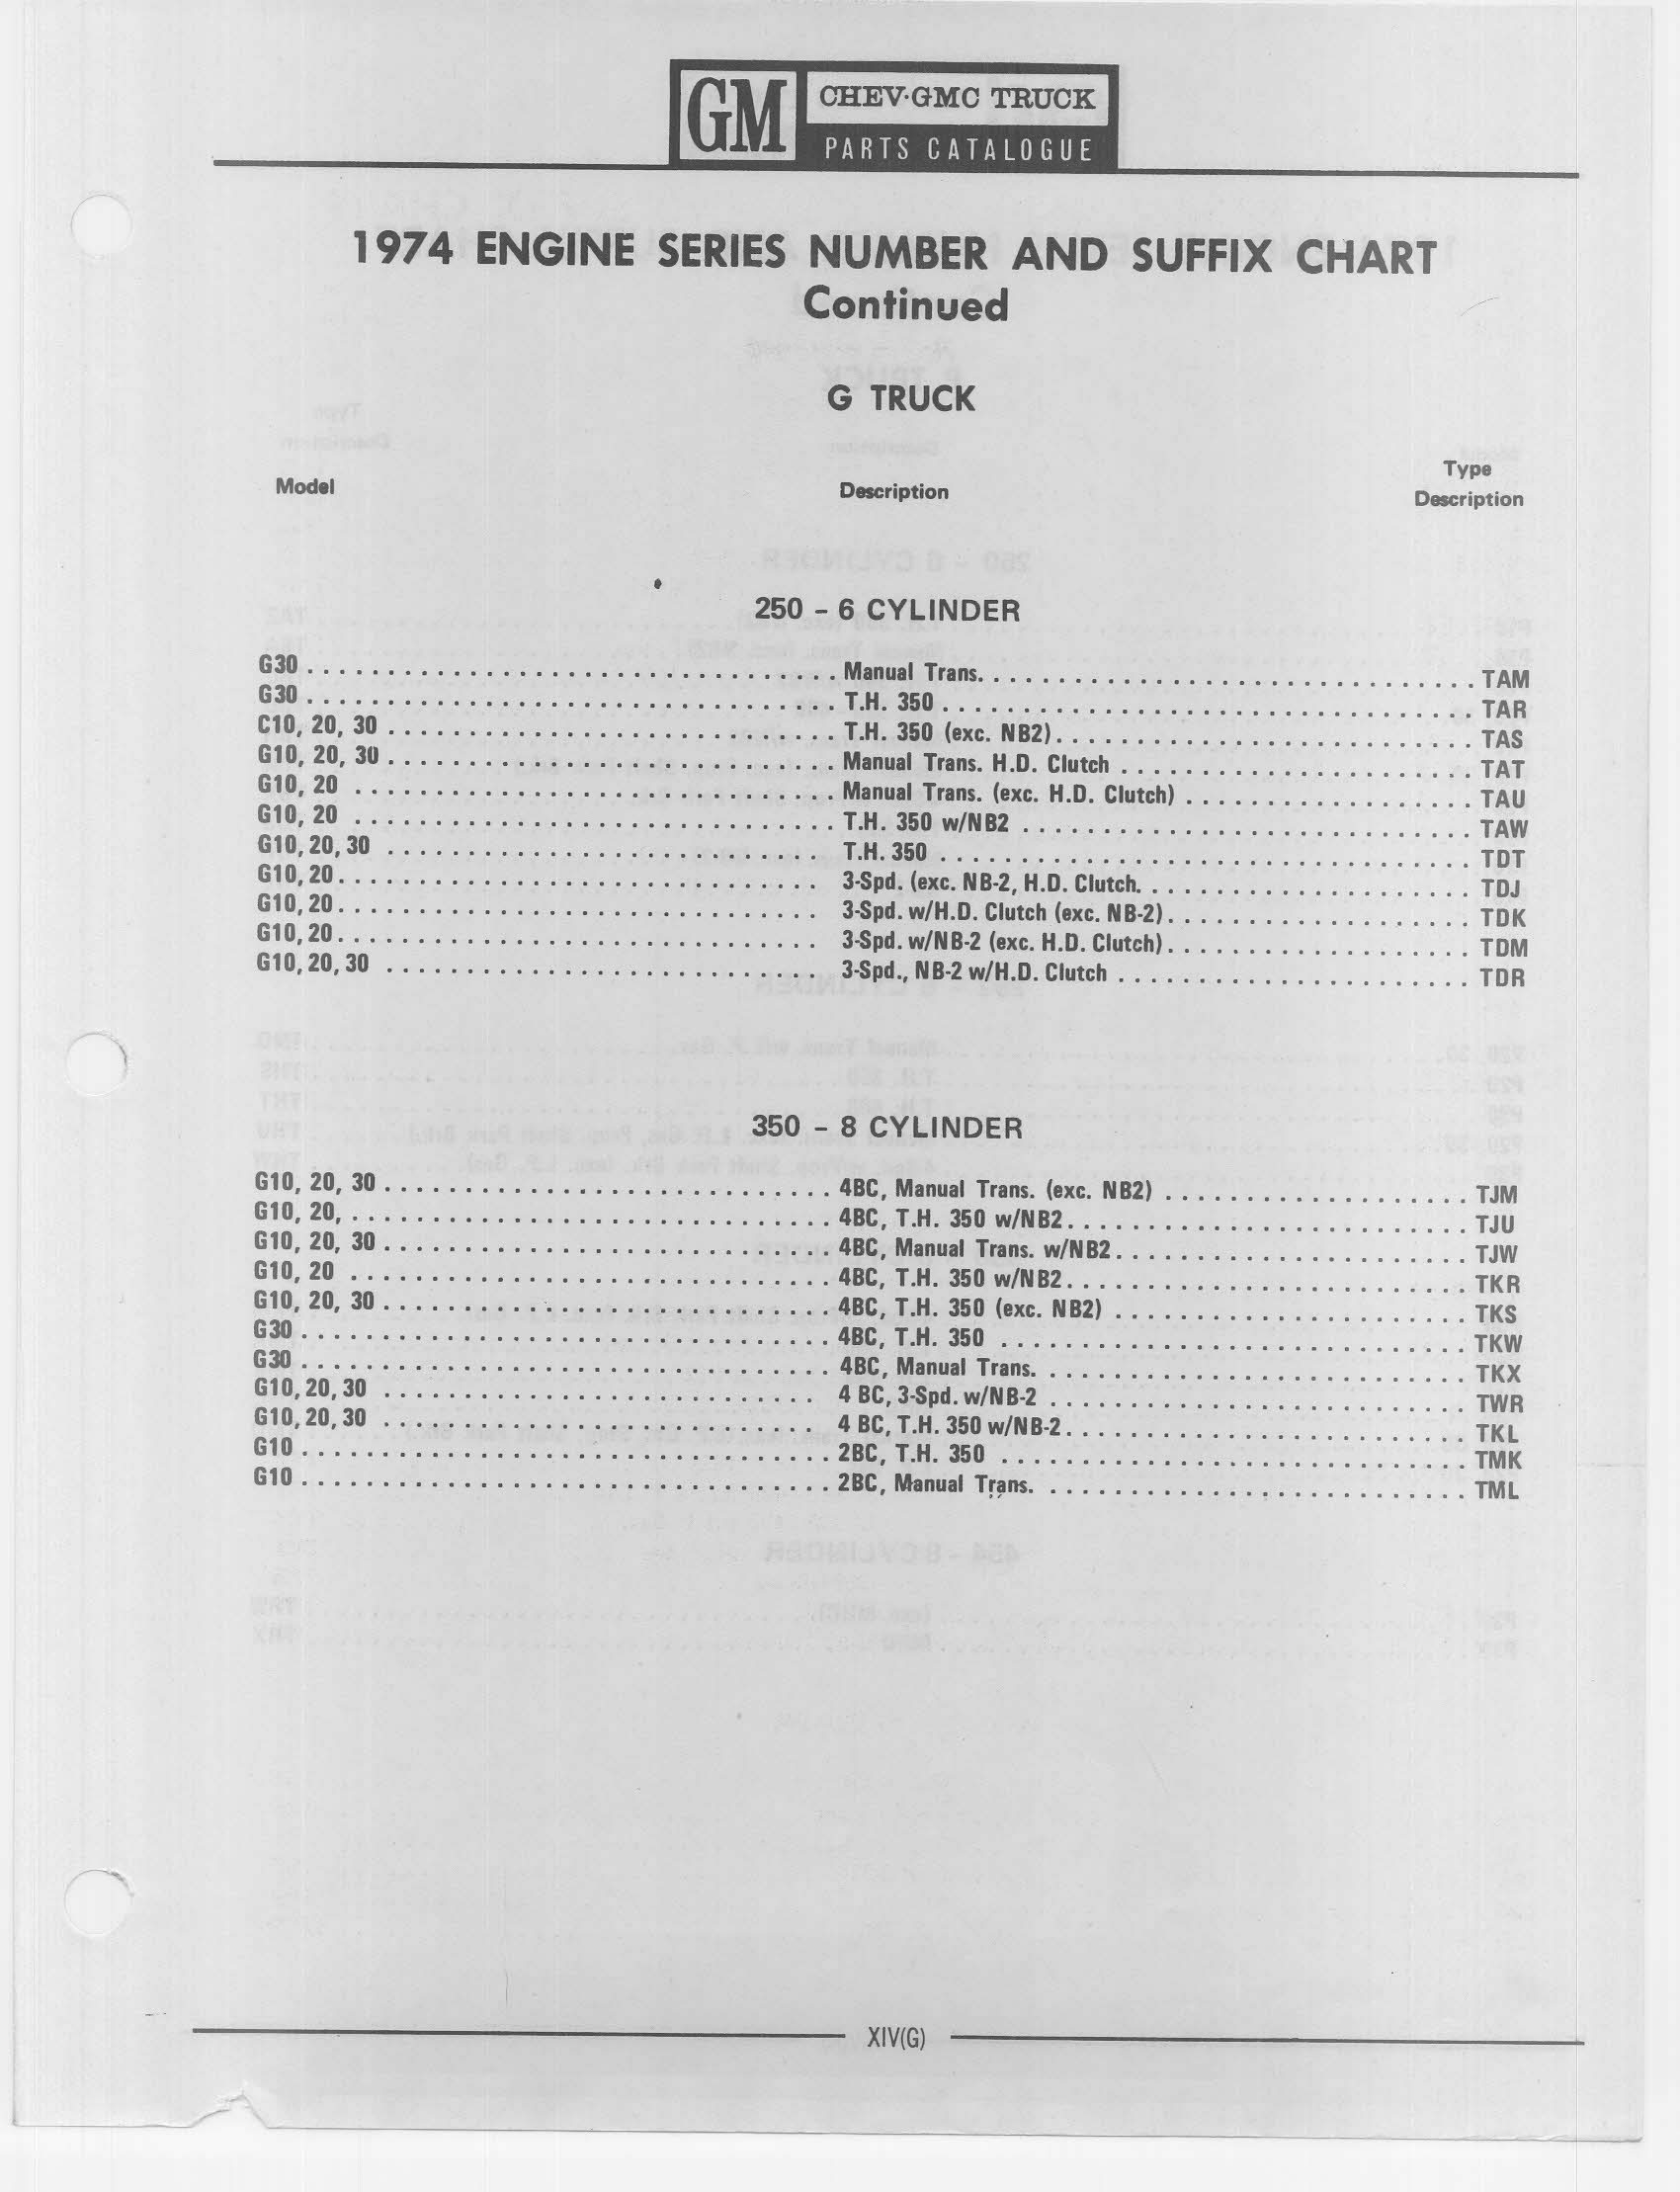 GM CHEV·GMC TRUCK
PARTS CATALOGUE
1974 ENGINE SERIES NUMBER AND SUFFIX CHART
Continued
G TRUCK
Model Description Type Description
250 - 6 CYLINDER
G30 . . . . Manual Trans. . . . . TAM
G30 . . . . T.H. 350 . . . . TAR
C10, 20, 30 . . . . T.H. 350 (exc. NB2). . . . TAS
G10, 20, 30 . . . . Manual Trans. H.D. Clutch . . . . TAT
G10, 20 . . . . Manual Trans. (exc. H.D. Clutch) . . . . TAU
G10, 20 . . . . T.H. 350 w/NB2 . . . . TAW
G10, 20, 30 . . . . T.H. 350 . . . . TDT
G10, 20 . . . . 3-Spd. (exc. NB-2, H.D. Clutch. . . . TDJ
G10, 20 . . . . 3-Spd. w/H.D. Clutch (exc. NB-2). . . . TDK
G10, 20 . . . . 3-Spd. w/NB-2 (exc. H.D. Clutch). . . . TDM
G10, 20, 30 . . . . 3-Spd., NB-2 w/H.D. Clutch . . . . TDR
350 - 8 CYLINDER
G10, 20, 30 . . . . 4BC, Manual Trans. (exc. NB2) . . . . TJM
G10, 20, . . . . 4BC, T.H. 350 w/NB2. . . . TJU
G10, 20, 30 . . . . 4BC, Manual Trans. w/NB2. . . . TJW
G10, 20 . . . . 4BC, T.H. 350 w/NB2. . . . TKR
G10, 20, 30 . . . . 4BC, T.H. 350 (exc. NB2) . . . . TKS
G30 . . . . 4BC, T.H. 350 . . . . TKW
G30 . . . . 4BC, Manual Trans. . . . . TKX
G10, 20, 30 . . . . 4 BC, 3-Spd. w/NB-2 . . . . TWR
G10, 20, 30 . . . . 4 BC, T.H. 350 w/NB-2. . . . TKL
G10 . . . . 2BC, T.H. 350 . . . . TMK
G10 . . . . 2BC, Manual Trans. . . . . TML
XIV(G)